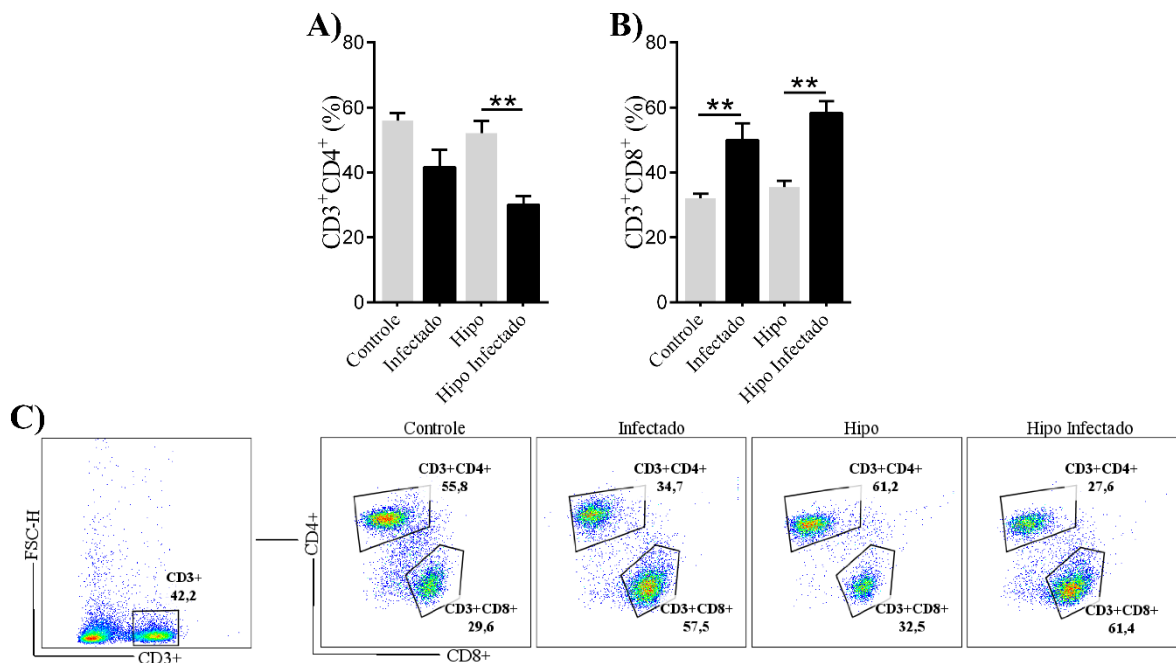 A)
CD3+CD4+ (%)
80
60
40
20
0
**
Controle
Infectado
Hipo
Hipo Infectado
B)
CD3+CD8+ (%)
80
60
40
20
0
**
**
Controle
Infectado
Hipo
Hipo Infectado
C)
FSC-H
CD3+
42,2
CD3+
CD4+
CD8+
Controle
CD3+CD4+
55,8
CD3+CD8+
29,6
Infectado
CD3+CD4+
34,7
CD3+CD8+
57,5
Hipo
CD3+CD4+
61,2
CD3+CD8+
32,5
Hipo Infectado
CD3+CD4+
27,6
CD3+CD8+
61,4